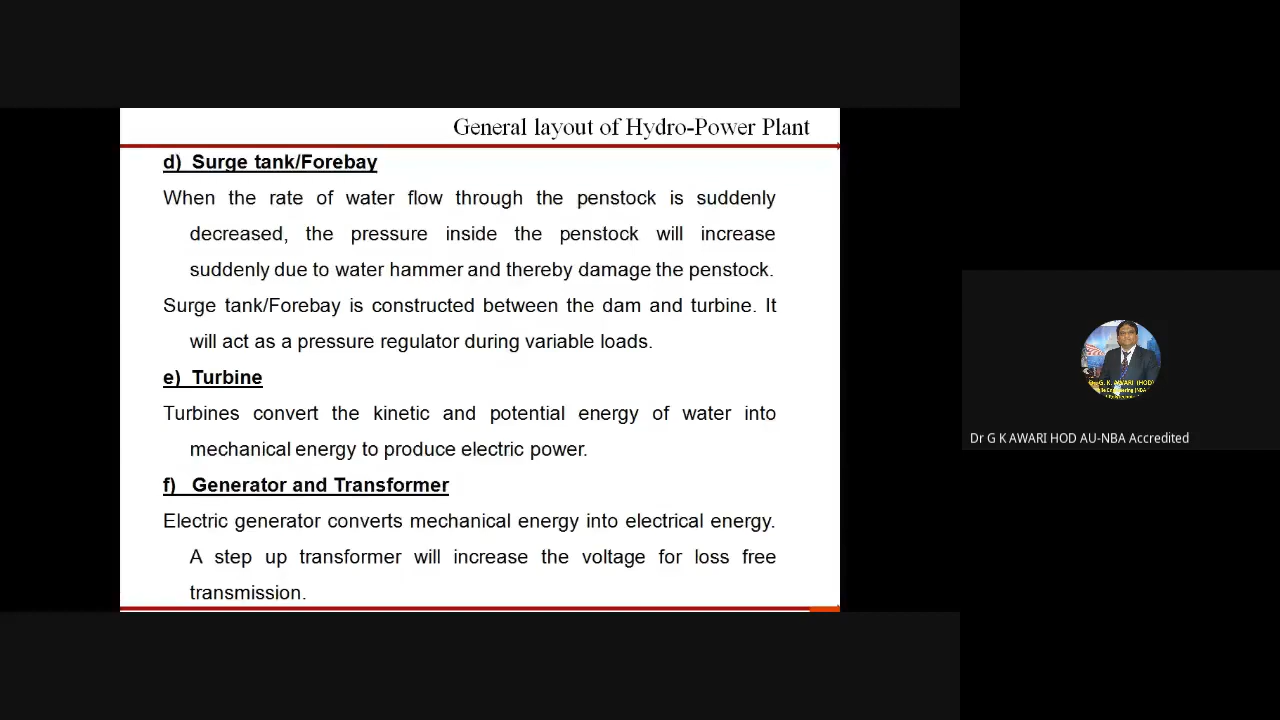 General layout of Hydro-Power Plant
d) Surge tank/Forebay
When the rate of water flow through the penstock is suddenly
decreased, the pressure inside the penstock will increase
suddenly due to water hammer and thereby damage the penstock.
Surge tank/Forebay is constructed between the dam and turbine. It
will act as a pressure regulator during variable loads.
e) Turbine
Turbines convert the kinetic and potential energy of water into
mechanical energy to produce electric power.
f) Generator and Transformer
Electric generator converts mechanical energy into electrical energy.
A step up transformer will increase the voltage for loss free
transmission.
G. K. AWARI (HOD)
Dr G K AWARI HOD AU-NBA Accredited